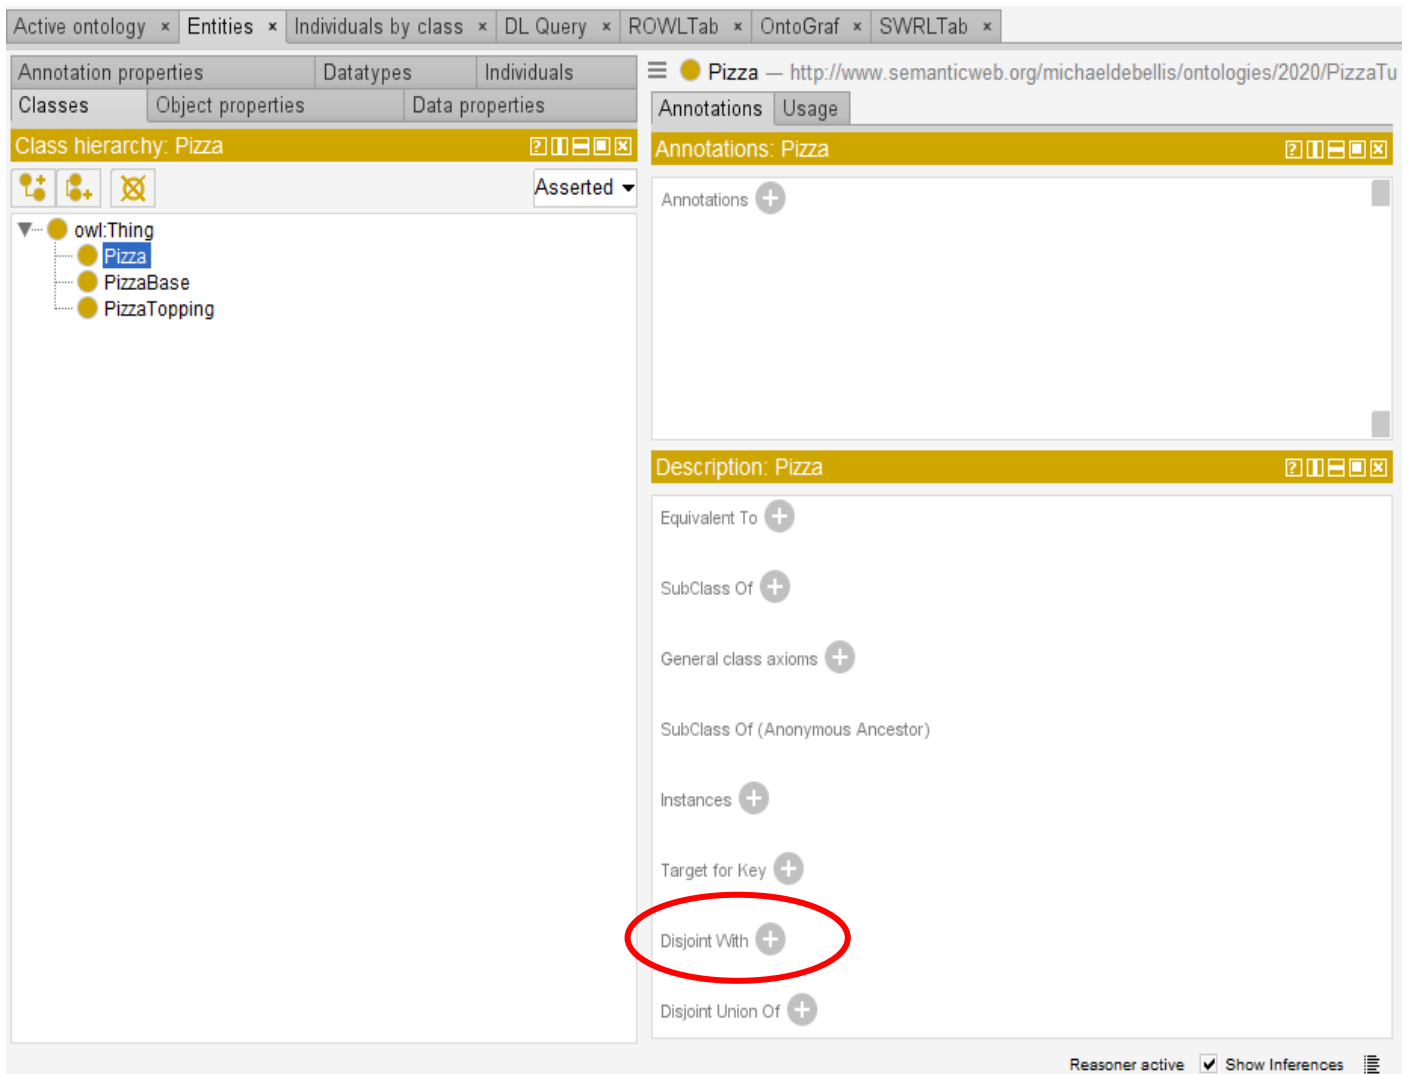 Active ontology × Entities × Individuals by class × DL Query × ROWLTab × OntoGraf × SWRLTab ×
Annotation properties Datatypes Individuals
Classes Object properties Data properties
Class hierarchy: Pizza
Asserted
owl:Thing
Pizza
PizzaBase
PizzaTopping
Pizza — http://www.semanticweb.org/michaeldebellis/ontologies/2020/PizzaTu
Annotations Usage
Annotations: Pizza
Annotations
Description: Pizza
Equivalent To
SubClass Of
General class axioms
SubClass Of (Anonymous Ancestor)
Instances
Target for Key
Disjoint With
Disjoint Union Of
Reasoner active Show Inferences